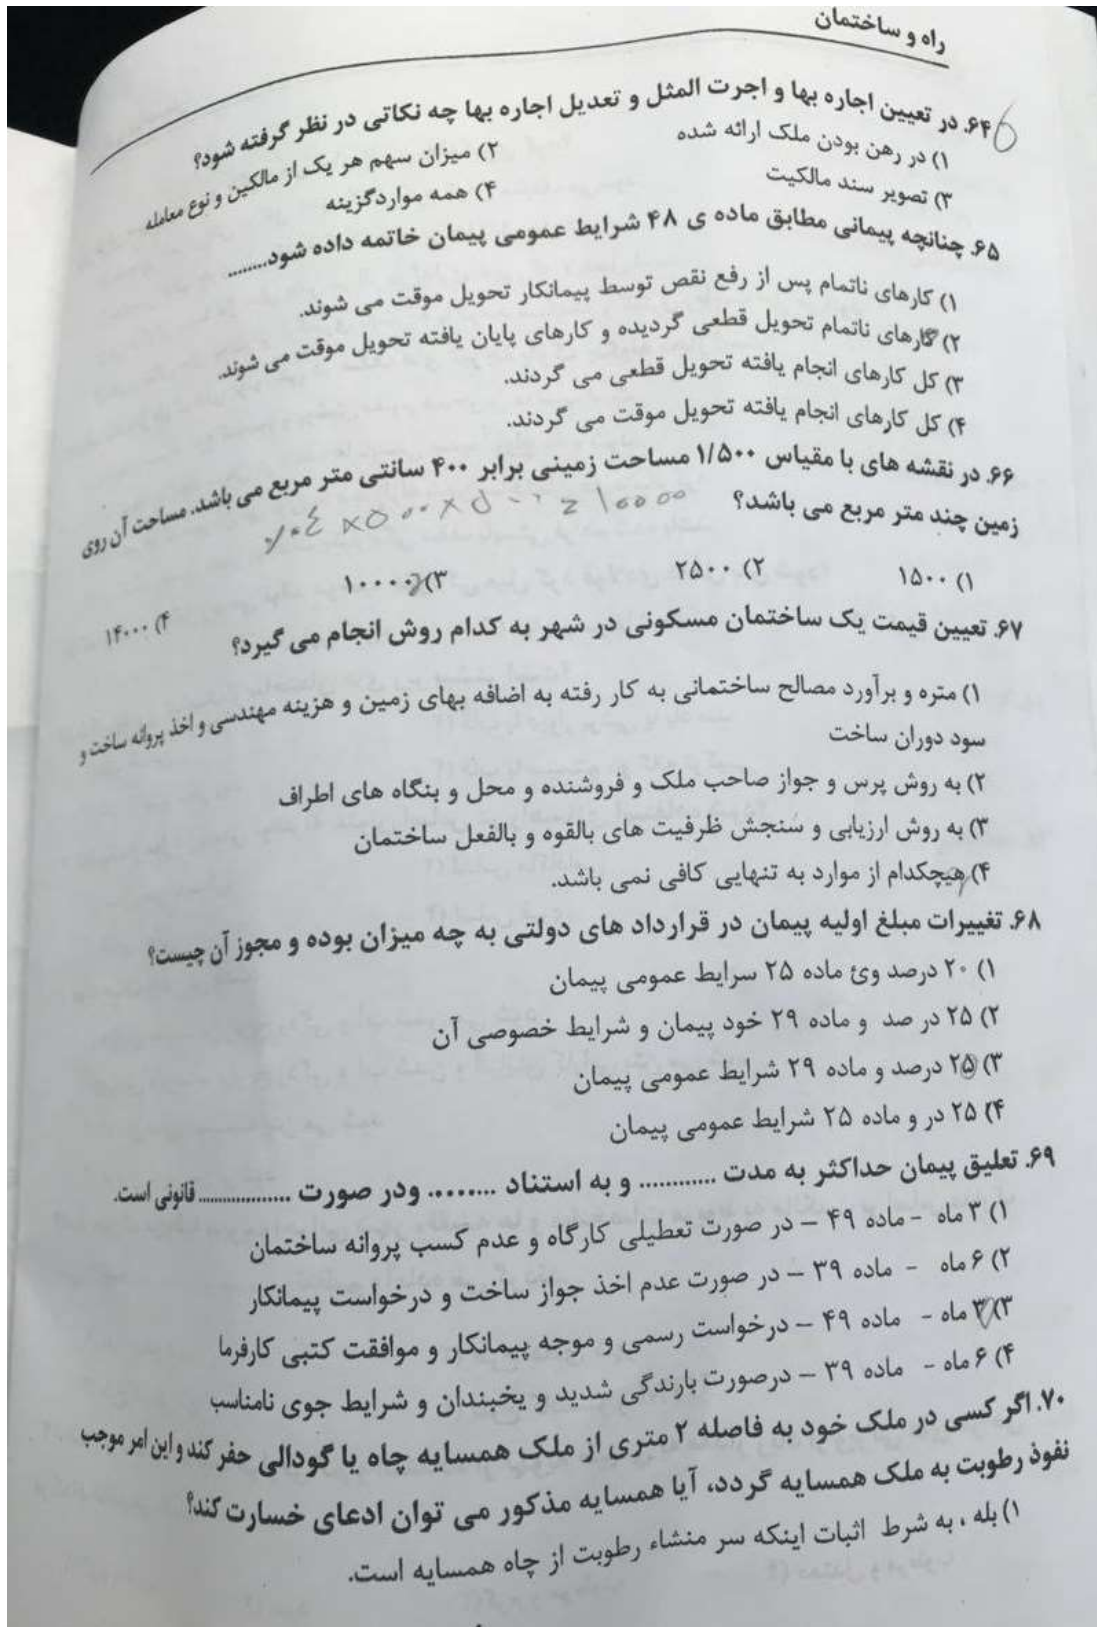 راه و ساختمان
۶۴. در تعیین اجاره بها و اجرت المثل و تعدیل اجاره بها چه نکاتی در نظر گرفته شود؟
۱) در رهن بودن ملک ارائه شده ۲) میزان سهم هر یک از مالکین و نوع معامله
۳) تصویر سند مالکیت ۴) همه مواردگزینه
۶۵. چنانچه پیمانی مطابق ماده ی ۴۸ شرایط عمومی پیمان خاتمه داده شود........
۱) کارهای ناتمام پس از رفع نقص توسط پیمانکار تحویل موقت می شوند.
۲) کارهای ناتمام تحویل قطعی گردیده و کارهای پایان یافته تحویل موقت می شوند.
۳) کل کارهای انجام یافته تحویل قطعی می گردند.
۴) کل کارهای انجام یافته تحویل موقت می گردند.
۶۶. در نقشه های با مقیاس ۱/۵۰۰ مساحت زمینی برابر ۴۰۰ سانتی متر مربع می باشد. مساحت آن روی
زمین چند متر مربع می باشد؟
۱) ۱۵۰۰ ۲) ۲۵۰۰ ۳) ۱۰۰۰۰ ۴) ۱۴۰۰۰
۶۷. تعیین قیمت یک ساختمان مسکونی در شهر به کدام روش انجام می گیرد؟
۱) متره و برآورد مصالح ساختمانی به کار رفته به اضافه بهای زمین و هزینه مهندسی و اخذ پروانه ساخت و
سود دوران ساخت
۲) به روش پرس و جواز صاحب ملک و فروشنده و محل و بنگاه های اطراف
۳) به روش ارزیابی و سنجش ظرفیت های بالقوه و بالفعل ساختمان
۴) هیچکدام از موارد به تنهایی کافی نمی باشد.
۶۸. تغییرات مبلغ اولیه پیمان در قرارداد های دولتی به چه میزان بوده و مجوز آن چیست؟
۱) ۲۰ درصد وئ ماده ۲۵ سرایط عمومی پیمان
۲) ۲۵ در صد و ماده ۲۹ خود پیمان و شرایط خصوصی آن
۳) ۲۵ درصد و ماده ۲۹ شرایط عمومی پیمان
۴) ۲۵ در و ماده ۲۵ شرایط عمومی پیمان
۶۹. تعلیق پیمان حداکثر به مدت ............ و به استناد ......... ودر صورت .................. قانونی است.
۱) ۳ ماه - ماده ۴۹ – در صورت تعطیلی کارگاه و عدم کسب پروانه ساختمان
۲) ۶ ماه - ماده ۳۹ – در صورت عدم اخذ جواز ساخت و درخواست پیمانکار
۳) ۳ ماه - ماده ۴۹ – درخواست رسمی و موجه پیمانکار و موافقت کتبی کارفرما
۴) ۶ ماه - ماده ۳۹ – درصورت بارندگی شدید و یخبندان و شرایط جوی نامناسب
۷۰. اگر کسی در ملک خود به فاصله ۲ متری از ملک همسایه چاه یا گودالی حفر کند و این امر موجب
نفوذ رطوبت به ملک همسایه گردد، آیا همسایه مذکور می توان ادعای خسارت کند؟
۱) بله ، به شرط اثبات اینکه سر منشاء رطوبت از چاه همسایه است.